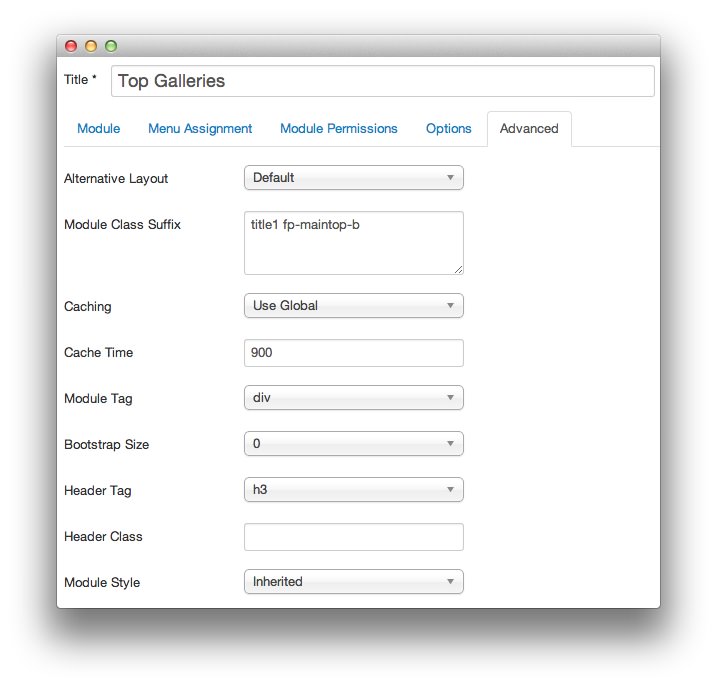 Title * Top Galleries
Module Menu Assignment Module Permissions Options Advanced
Alternative Layout Default
Module Class Suffix title1 fp-maintop-b
Caching Use Global
Cache Time 900
Module Tag div
Bootstrap Size 0
Header Tag h3
Header Class
Module Style Inherited